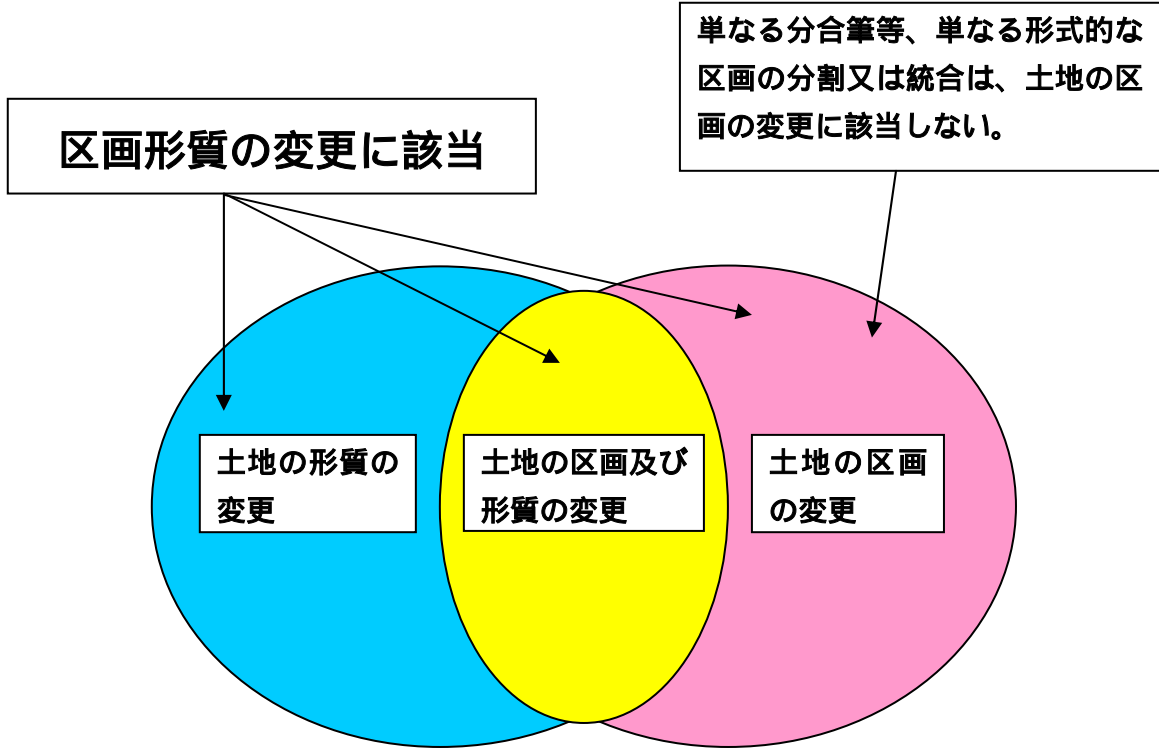 単なる分合筆等、単なる形式的な
区画の分割又は統合は、土地の区
画の変更に該当しない。
区画形質の変更に該当
土地の形質の
変更
土地の区画及び
形質の変更
土地の区画
の変更